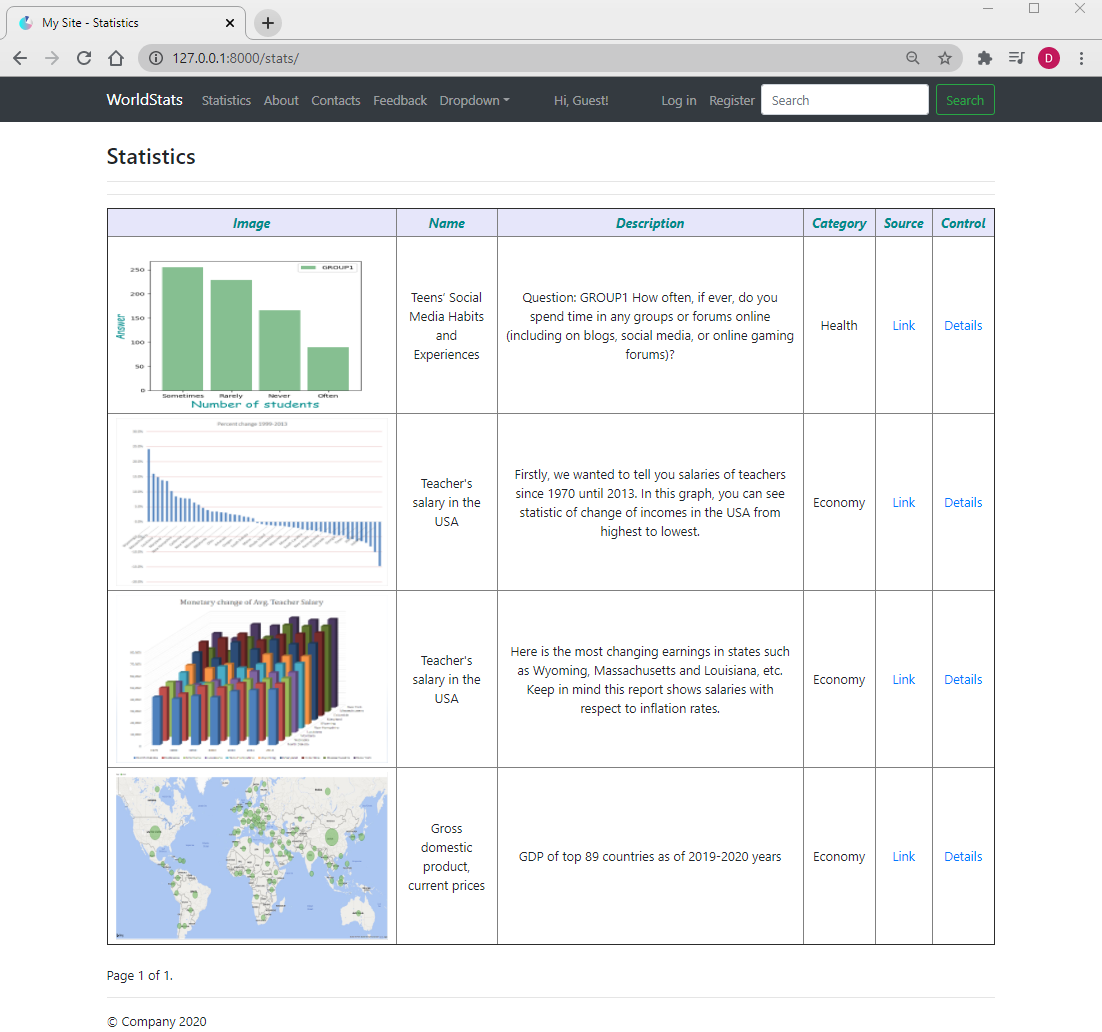 My Site - Statistics
127.0.0.1:8000/stats/
D
WorldStats Statistics About Contacts Feedback Dropdown Hi, Guest! Log in Register Search Search
Statistics
Image Name Description Category Source Control
GROUP1
250
200
150
100
50
0
Answer
Sometimes Rarely Never Often
Number of students
Teens’ Social
Media Habits
and
Experiences
Question: GROUP1 How often, if ever, do you
spend time in any groups or forums online
(including on blogs, social media, or online gaming
forums)?
Health
Link
Details
Percent change 1999-2013
Teacher's
salary in the
USA
Firstly, we wanted to tell you salaries of teachers
since 1970 until 2013. In this graph, you can see
statistic of change of incomes in the USA from
highest to lowest.
Economy
Link
Details
Monetary change of Avg. Teacher Salary
Teacher's
salary in the
USA
Here is the most changing earnings in states such
as Wyoming, Massachusetts and Louisiana, etc.
Keep in mind this report shows salaries with
respect to inflation rates.
Economy
Link
Details
Gross
domestic
product,
current prices
GDP of top 89 countries as of 2019-2020 years
Economy
Link
Details
Page 1 of 1.
© Company 2020